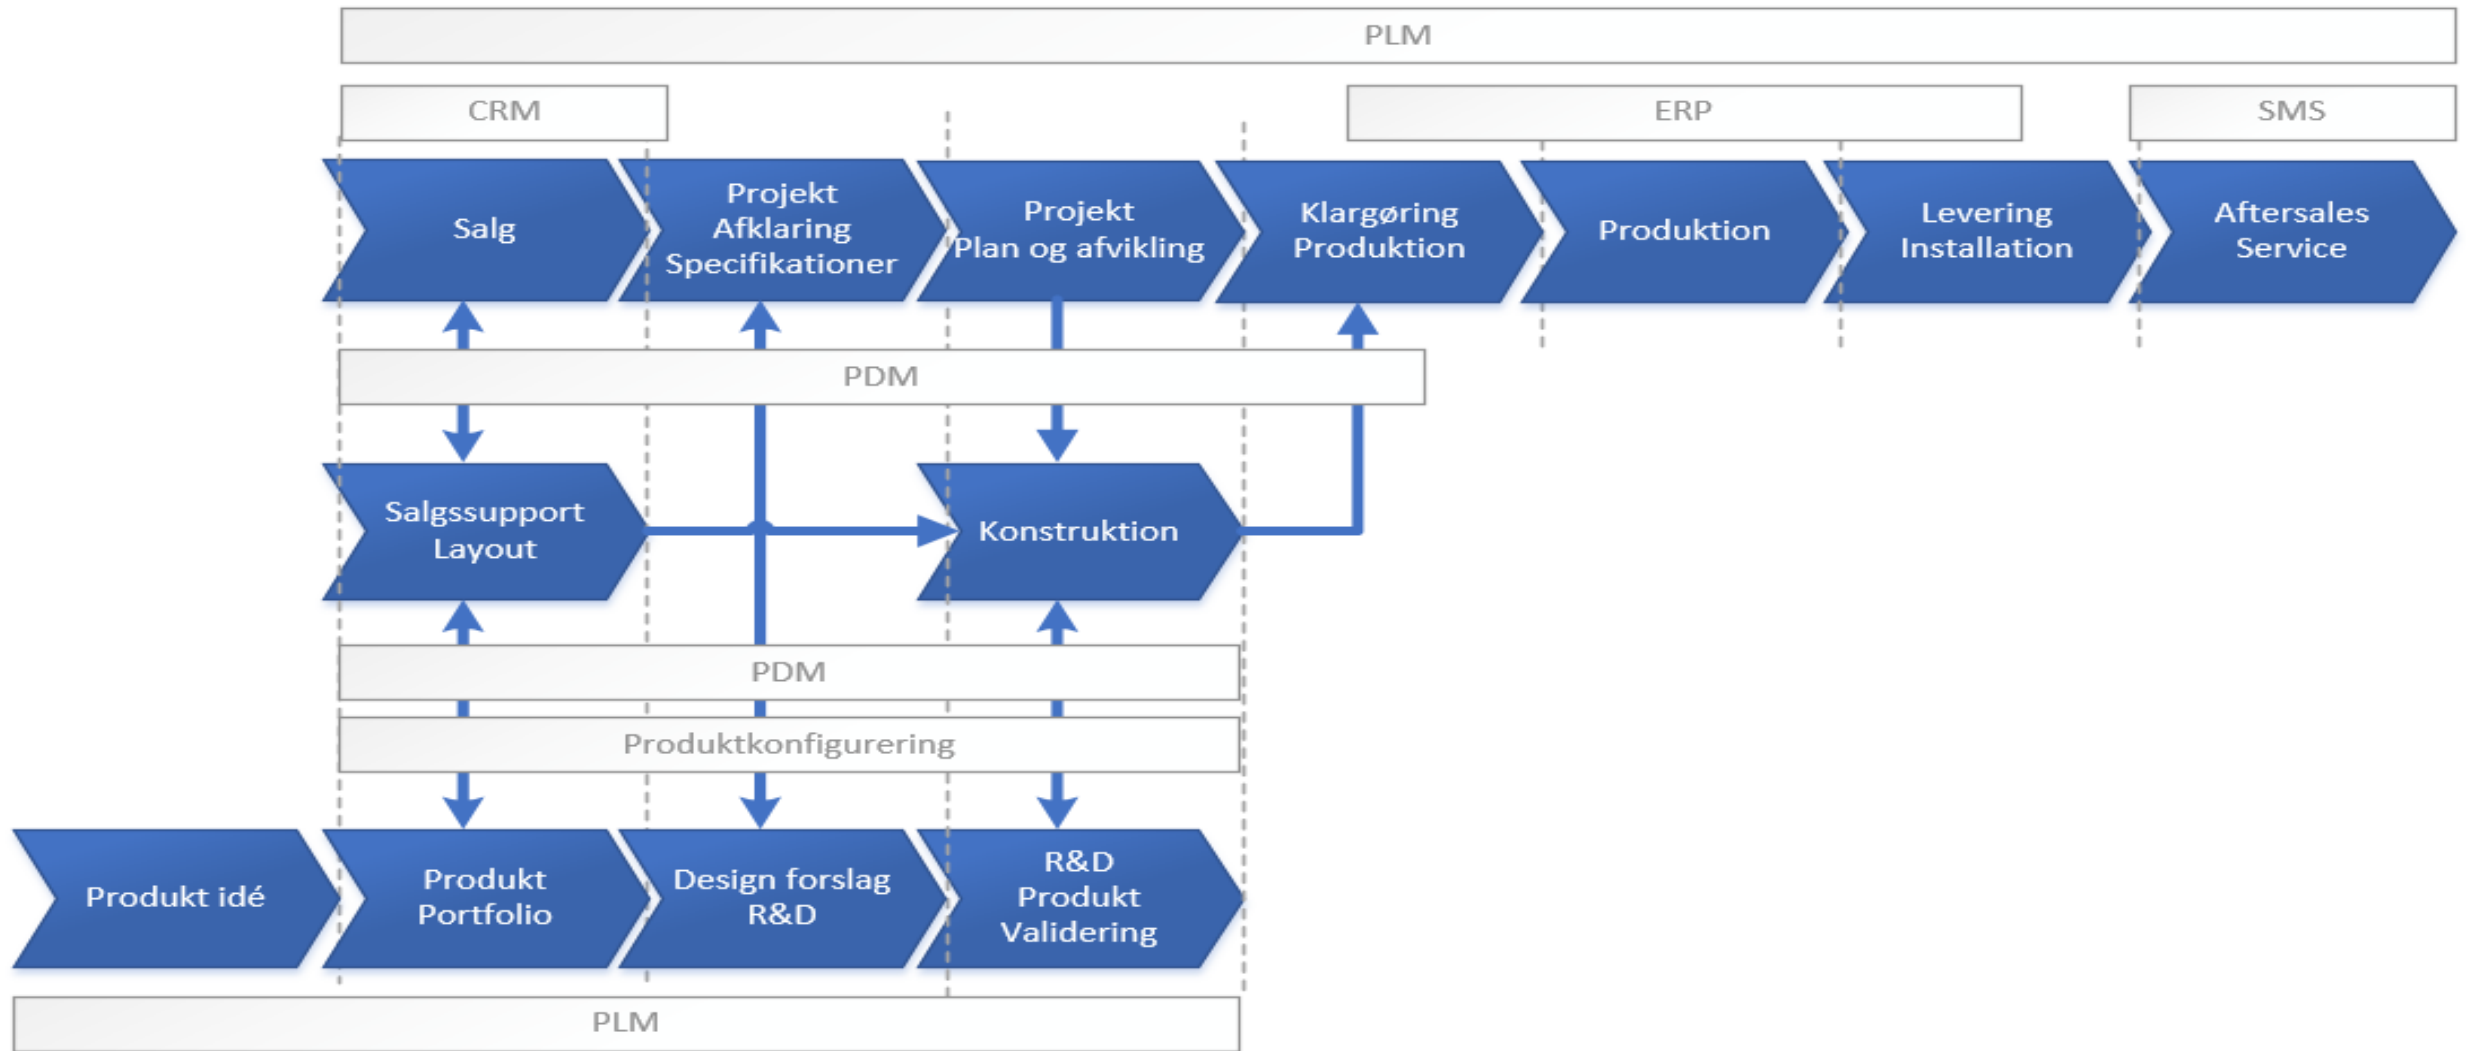 PLM
CRM
ERP
SMS
Salg
Projekt
Afklaring
Specifikationer
Projekt
Plan og afvikling
Klargøring
Produktion
Produktion
Levering
Installation
Aftersales
Service
PDM
Salgssupport
Layout
Konstruktion
PDM
Produktkonfigurering
Produkt idé
Produkt
Portfolio
Design forslag
R&D
R&D
Produkt
Validering
PLM